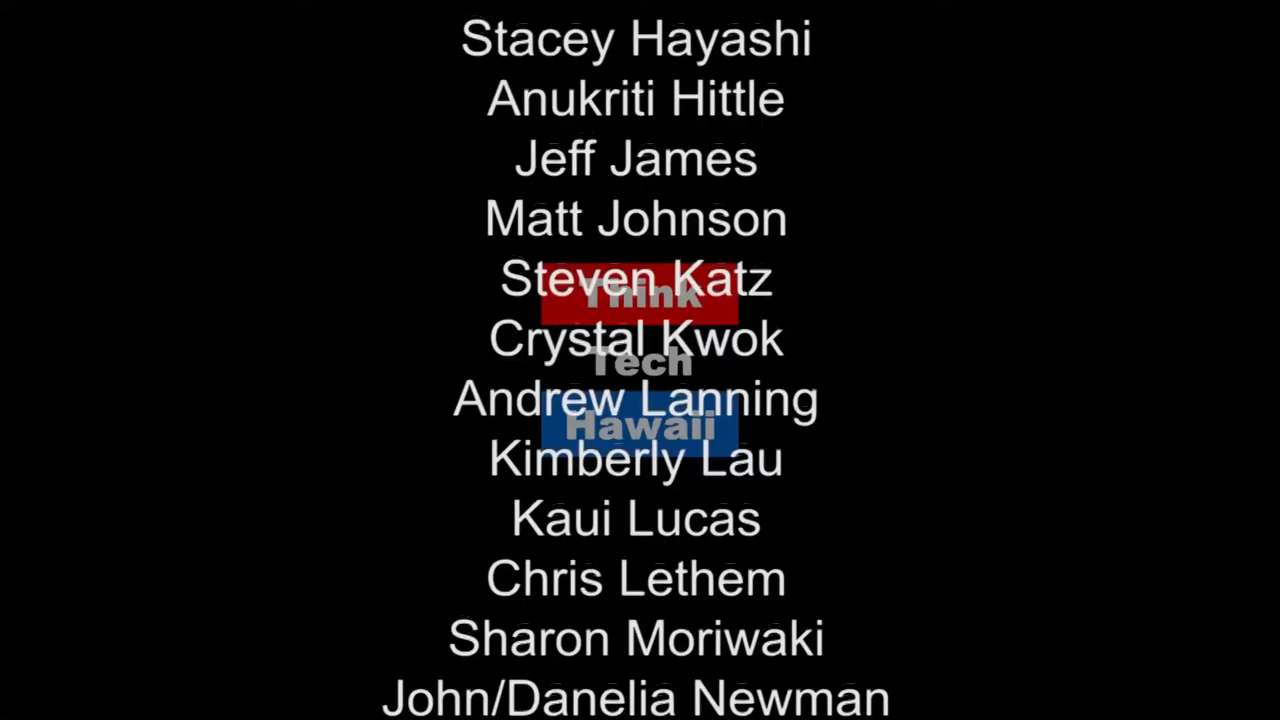 Stacey Hayashi
Anukriti Hittle
Jeff James
Matt Johnson
Steven Katz
Think
Crystal Kwok
Tech
Andrew Lanning
Hawaii
Kimberly Lau
Kaui Lucas
Chris Lethem
Sharon Moriwaki
John/Danelia Newman